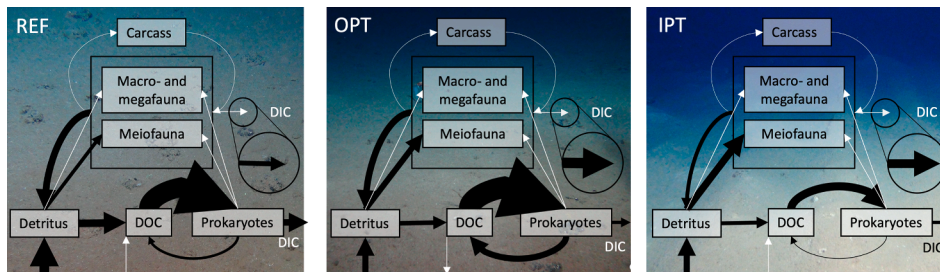 REF
Carcass
Macro- and
megafauna
DIC
Meiofauna
Detritus
DOC
Prokaryotes
DIC
OPT
Carcass
Macro- and
megafauna
DIC
Meiofauna
Detritus
DOC
Prokaryotes
DIC
IPT
Carcass
Macro- and
megafauna
DIC
Meiofauna
Detritus
DOC
Prokaryotes
DIC